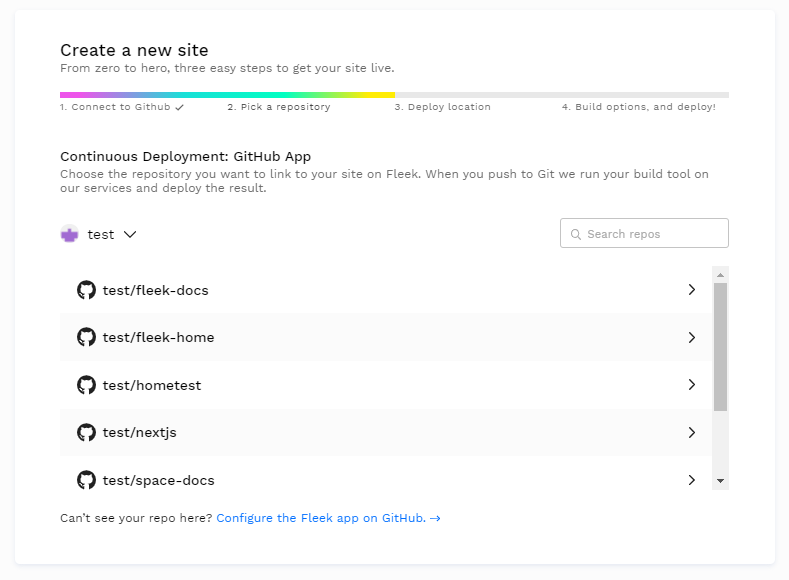 Create a new site
From zero to hero, three easy steps to get your site live.
1. Connect to Github ✓
2. Pick a repository
3. Deploy location
4. Build options, and deploy!
Continuous Deployment: GitHub App
Choose the repository you want to link to your site on Fleek. When you push to Git we run your build tool on
our services and deploy the result.
test
Search repos
test/fleek-docs
test/fleek-home
test/hometest
test/nextjs
test/space-docs
Can't see your repo here? Configure the Fleek app on GitHub. →